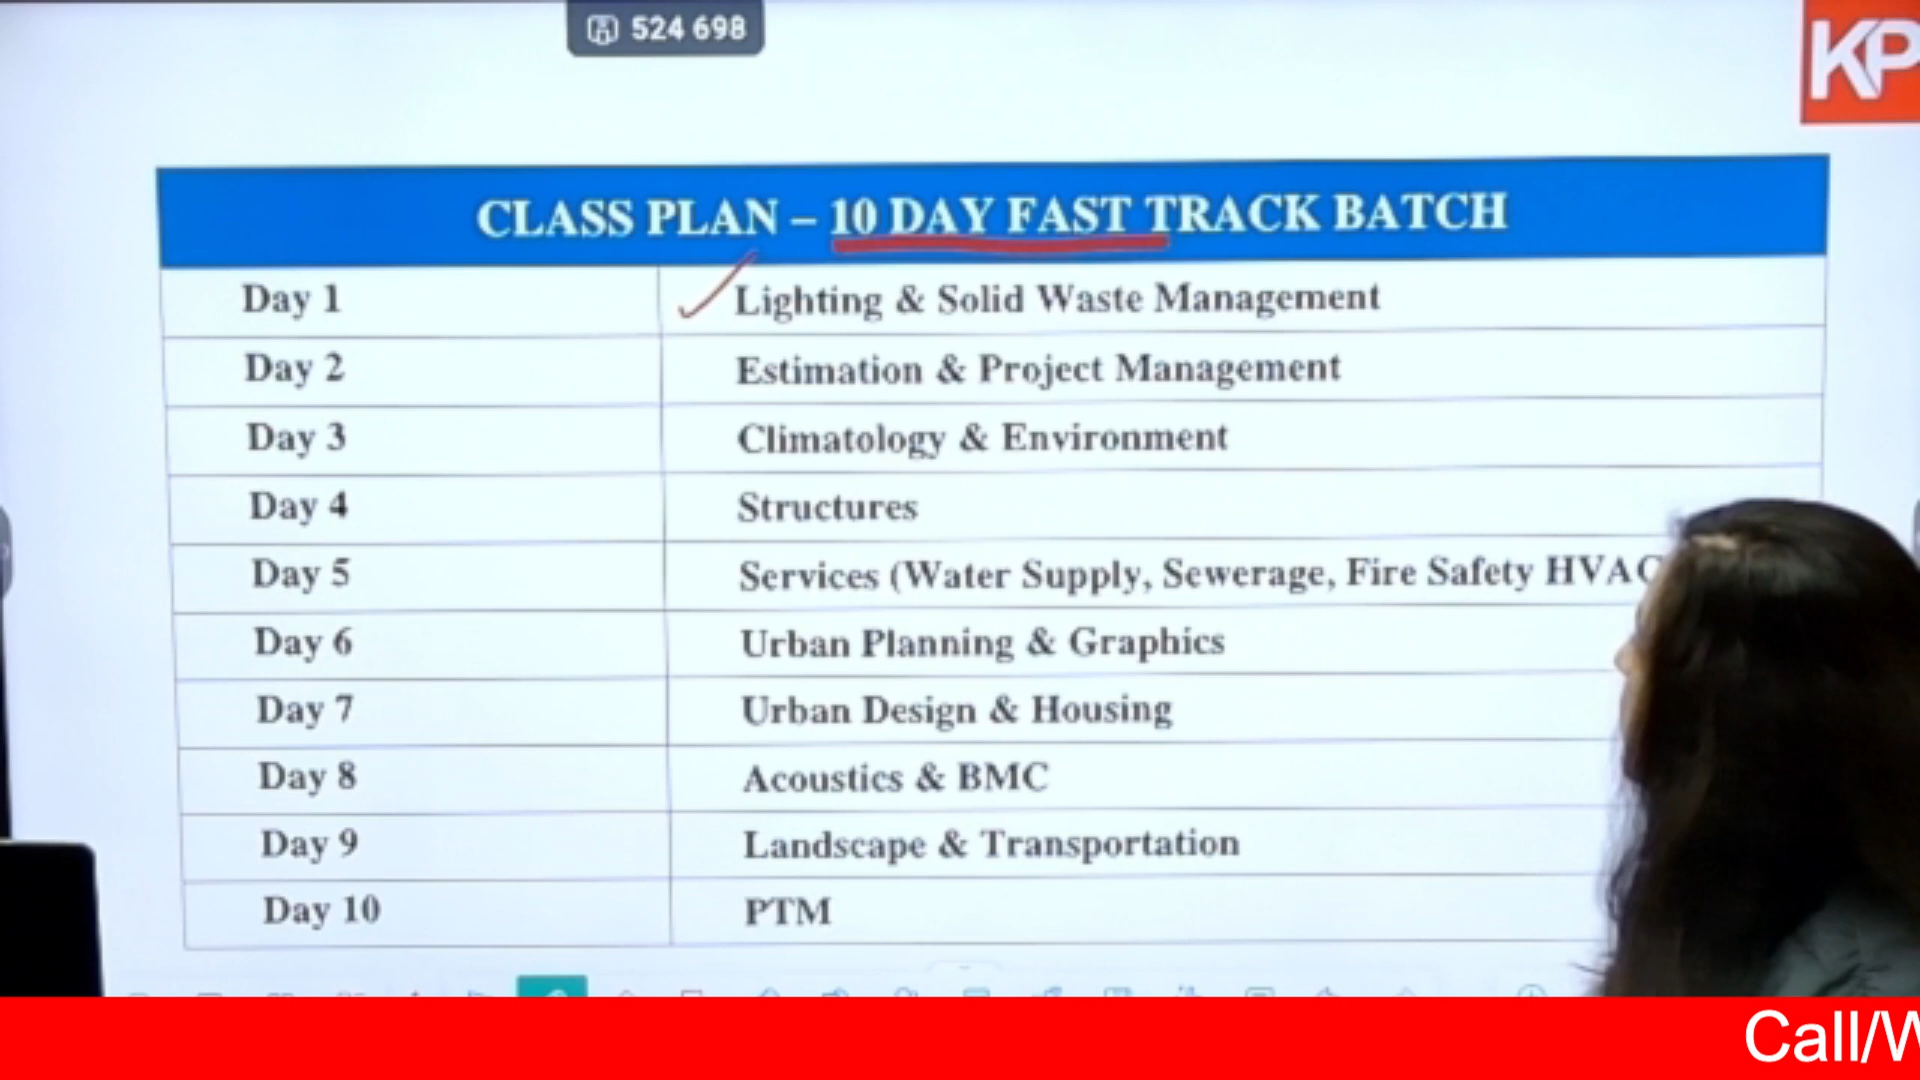 524 698
KP
CLASS PLAN – 10 DAY FAST TRACK BATCH
Day 1 Lighting & Solid Waste Management
Day 2 Estimation & Project Management
Day 3 Climatology & Environment
Day 4 Structures
Day 5 Services (Water Supply, Sewerage, Fire Safety HVAC
Day 6 Urban Planning & Graphics
Day 7 Urban Design & Housing
Day 8 Acoustics & BMC
Day 9 Landscape & Transportation
Day 10 PTM
Call/W